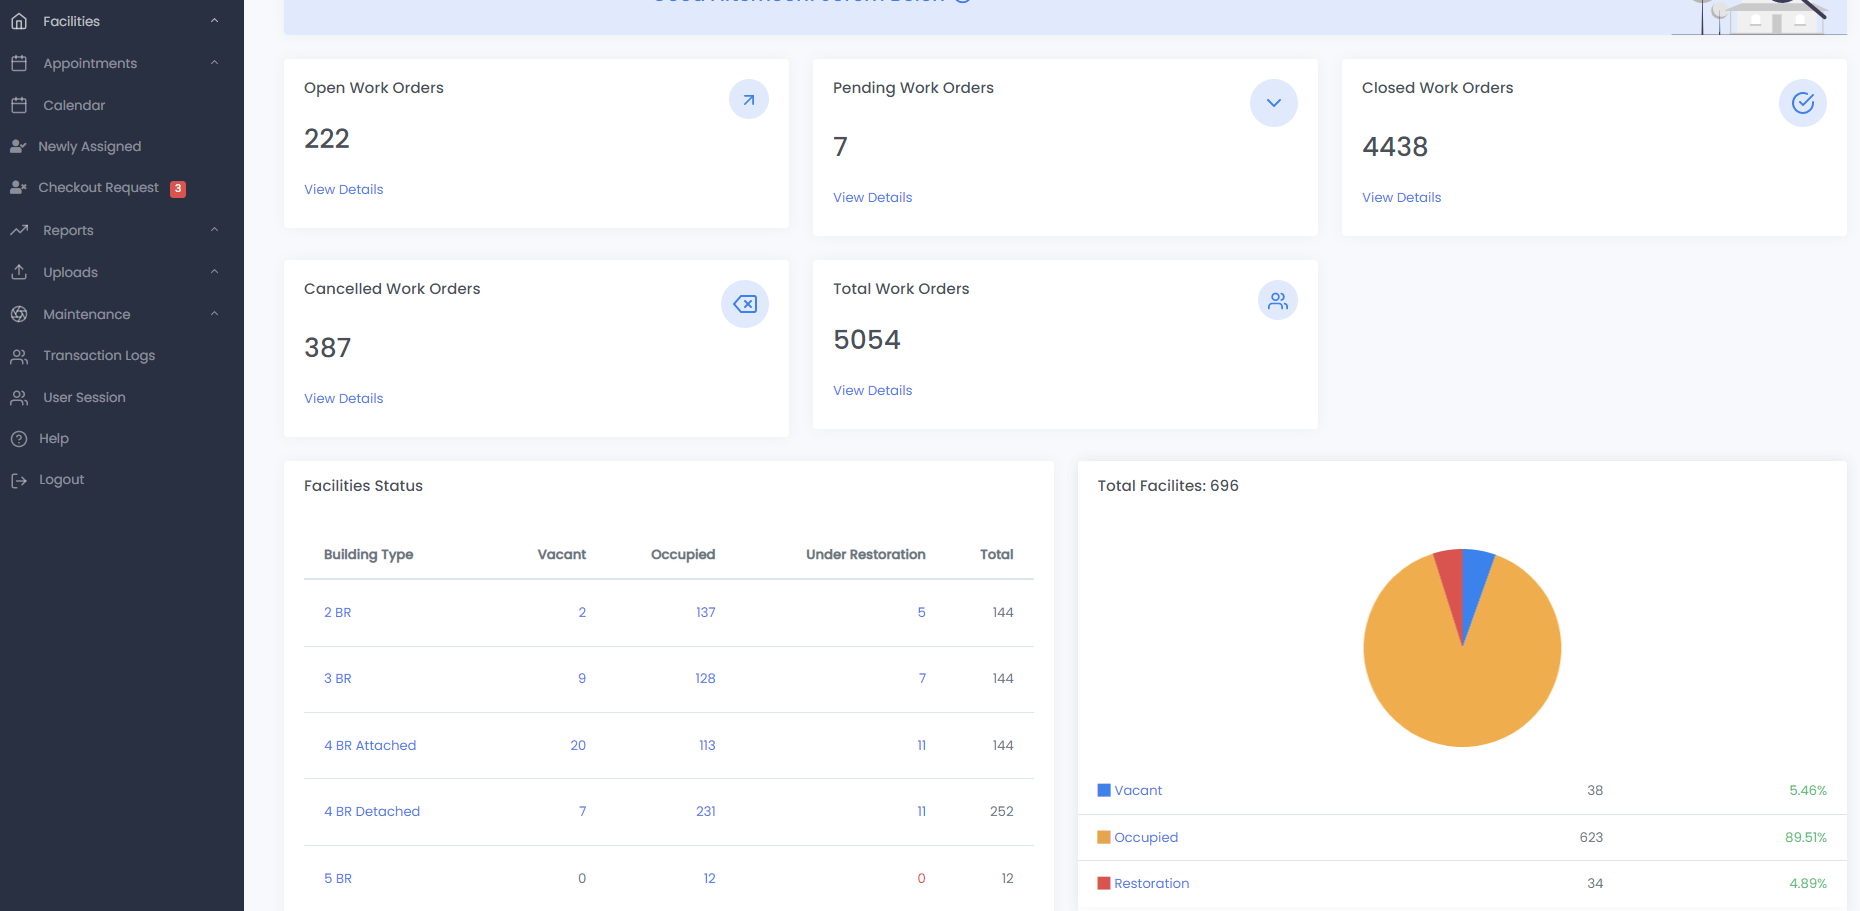 Facilities
Appointments
Calendar
Newly Assigned
Checkout Request 3
Reports
Uploads
Maintenance
Transaction Logs
User Session
Help
Logout
Open Work Orders
222
View Details
Pending Work Orders
7
View Details
Closed Work Orders
4438
View Details
Cancelled Work Orders
387
View Details
Total Work Orders
5054
View Details
Facilities Status
Building Type Vacant Occupied Under Restoration Total
2 BR 2 137 5 144
3 BR 9 128 7 144
4 BR Attached 20 113 11 144
4 BR Detached 7 231 11 252
5 BR 0 12 0 12
Total Facilites: 696
Vacant 38 5.46%
Occupied 623 89.51%
Restoration 34 4.89%